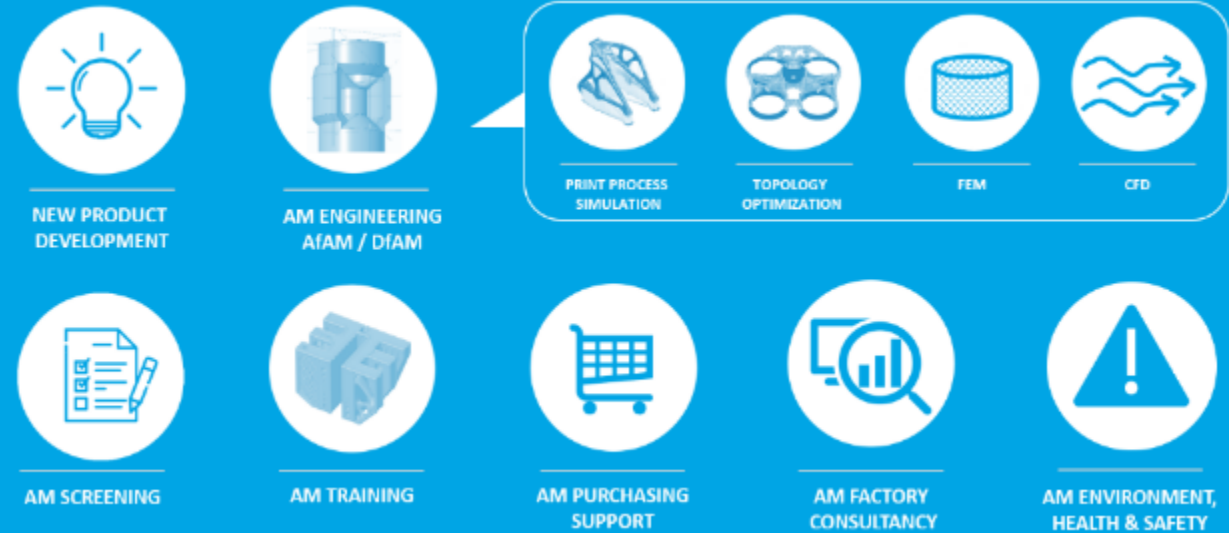 PRINT PROCESS
SIMULATION
TOPOLOGY
OPTIMIZATION
FEM
CFD
NEW PRODUCT
DEVELOPMENT
AM ENGINEERING
AfAM / DfAM
AM SCREENING
AM TRAINING
AM PURCHASING
SUPPORT
AM FACTORY
CONSULTANCY
AM ENVIRONMENT,
HEALTH & SAFETY